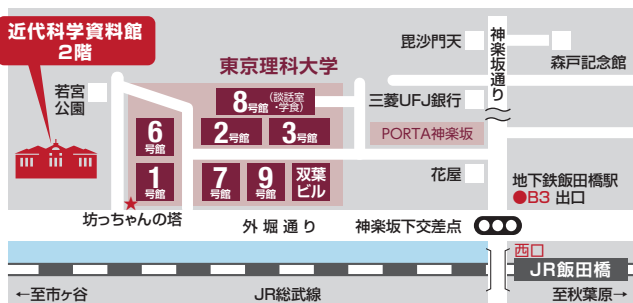 近代科学資料館
2階
若宮
公園
東京理科大学
8号館(談話室・学食)
6
号館
2号館
3号館
1
号館
7
号館
9
号館
双葉
ビル
毘沙門天
神楽坂通り
森戸記念館
三菱UFJ銀行
PORTA神楽坂
花屋
地下鉄飯田橋駅
●B3 出口
坊っちゃんの塔
外堀通り
神楽坂下交差点
西口
JR飯田橋
←至市ヶ谷
JR総武線
至秋葉原→